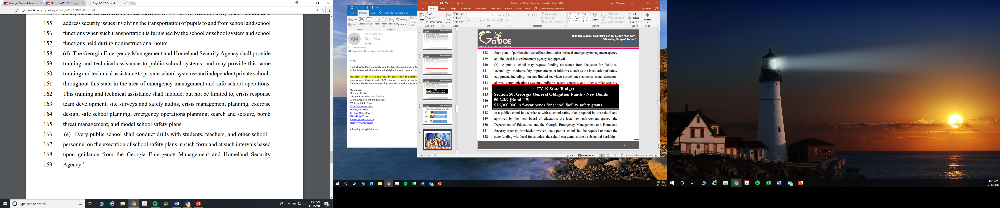 Georgia General Assembl
HB 763 2017-2018 Regul
C:\pdf\178927.wpd
www.legis.ga.gov/Legislation/20172018/178927.pdf
155 address security issues involving the transportation of pupils to and from school and school
156 functions when such transportation is furnished by the school or school system and school
157 functions held during noninstructional hours.
158 (d) The Georgia Emergency Management and Homeland Security Agency shall provide
159 training and technical assistance to public school systems, and may provide this same
160 training and technical assistance to private school systems, and independent private schools
161 throughout this state in the area of emergency management and safe school operations.
162 This training and technical assistance shall include, but not be limited to, crisis response
163 team development, site surveys and safety audits, crisis management planning, exercise
164 design, safe school planning, emergency operations planning, search and seizure, bomb
165 threat management, and model school safety plans.
166 (e) Every public school shall conduct drills with students, teachers, and other school
167 personnel on the execution of school safety plans in such form and at such intervals based
168 upon guidance from the Georgia Emergency Management and Homeland Security
169 Agency."
Type here to search
11:01 AM
6/11/2018
21
File Message Help Tell me what you want to do
Ignore
Junk
Delete Archive
Reply Reply All Forward
Meeting
More
Delete
Respond
Mon 6/11/2018 8:37 AM
AM
Allan Meyer
GSNS
To Garry McGiboney
You replied to this message on 6/11/2018 8:49 AM.
Garry,
The highlighted text is directly from the law. The additional conte
Probably best to include the non-highlighted portion in your com
Acceptance of scholarship shall have the same effect as a parenta
waives a parent's rights under IDEA therefore, a private school is
Therefore, the regulations regarding proportionate share for stud
Allan Meyer
Director of Policy
Office of External Affairs & Policy
Georgia Department of Education
205 Jesse Hill Jr. Drive
2053 Twin Towers East
Atlanta, GA 30334
404-657-1065 office
770-344-4623 fax
ameyer@doe.k12.ga.us
http://www.gadoe.org
Educating Georgia's Future
AutoSave
Safety in our Schools Conference Legislative Update 2018
Garry McGiboney
File Home Insert Design Transitions Animations Slide Show Review View Help Tell me what you want to do
Share
Paste
Cut
Copy
Format Painter
Clipboard
New Slide
Layout
Reset
Section
Slides
Font
Text Direction
Align Text
Convert to SmartArt
Paragraph
Arrange
Quick Styles
Shape Fill
Shape Outline
Shape Effects
Drawing
Find
Replace
Select
Editing
Dictate
Voice
57
58
59
60
A Brief History of School Safety Drills
1958
1999
2018
61
SCHOOL SAFETY DRILLS
DOCUMENT SAFETY DRILLS
GaDOE
Georgia Department of Education
Richard Woods, Georgia's School Superintendent
"Educating Georgia's Future"
138 Such plans of public schools shall be submitted to the local emergency management agency
139 and the local law enforcement agency for approval.
140 (b) A public school may request funding assistance from the state for facilities,
141 technology, or other safety improvements or initiatives, such as the installation of safety
142 equipment, including, but not limited to, video surveillance cameras, metal detectors,
143 alarms, communications systems, building access controls, and other similar security
144 FY 19 State Budget
145 Section 50: Georgia General Obligation Funds - New Bonds
146 50.2.3.9 [Bond # 9]
147 $16,000,000 in 5-year bonds for school facility safety grants
148 to a public school in accordance with a school safety plan prepared by the school and
149 approved by the local board of education, the local law enforcement agency, the
150 Department of Education, and the Georgia Emergency Management and Homeland
151 Security Agency; provided, however, that a public school shall be required to match the
152 state funding with local funds unless the school can demonstrate a substantial hardship.
59
Slide 59 of 90
Notes Display Settings
97%
11:01 AM
6/11/2018
11:01 AM
6/11/2018